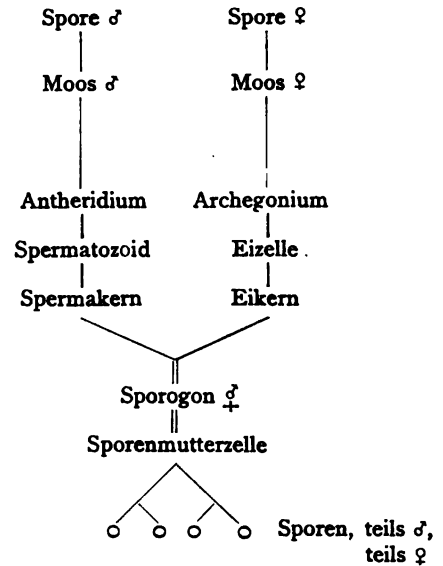 Spore ♂ Spore ♀
Moos ♂ Moos ♀
Antheridium Archegonium
Spermatozoid Eizelle
Spermakern Eikern
Sporogon ⚥
Sporenmutterzelle
Sporen, teils ♂,
teils ♀